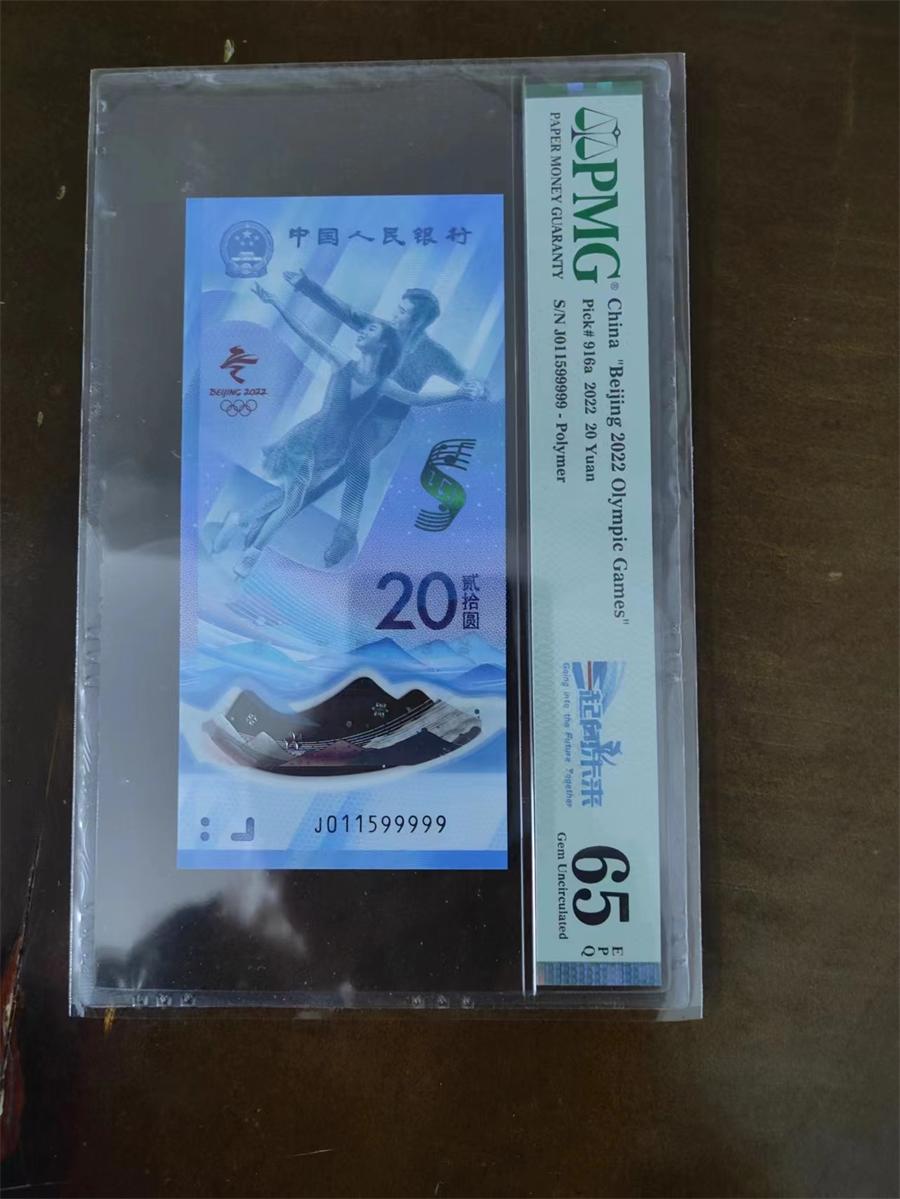 中国人民银行
BEIJING 2022
20
贰拾圆
J011599999
PMG®
PAPER MONEY GUARANTY
China "Beijing 2022 Olympic Games"
Pick# 916a 2022 20 Yuan
S/N J011599999 - Polymer
一起向未来
Going into the Future Together
65
EPQ
Gem Uncirculated